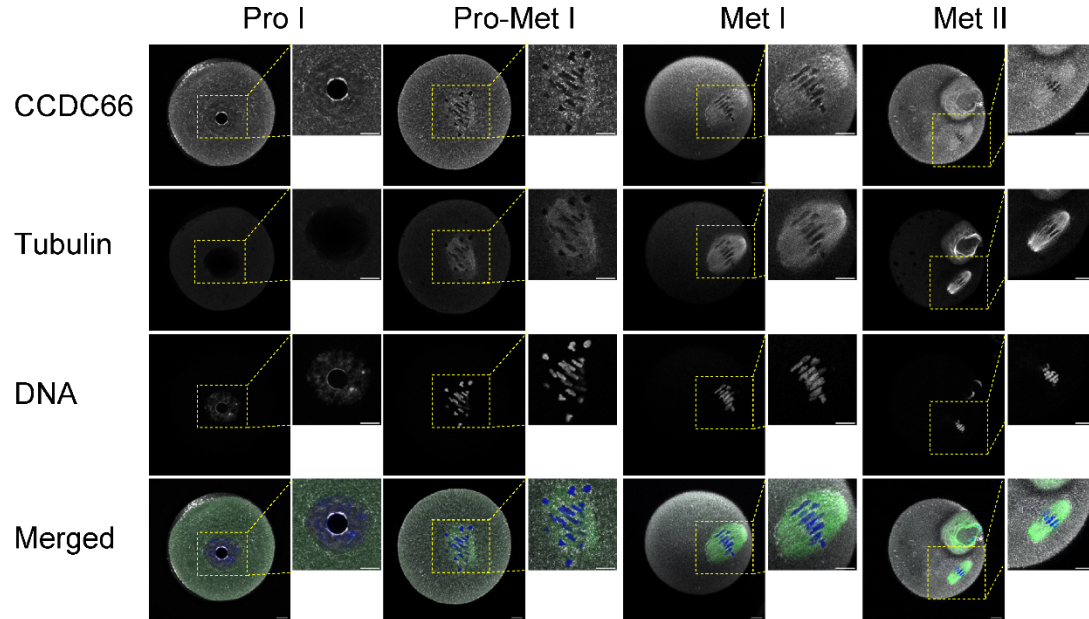 Pro I Pro-Met I Met I Met II
CCDC66
Tubulin
DNA
Merged